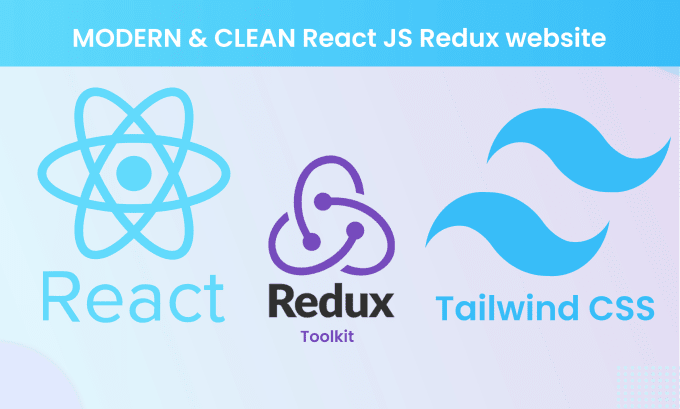 MODERN & CLEAN React JS Redux website
React
Redux
Toolkit
Tailwind CSS